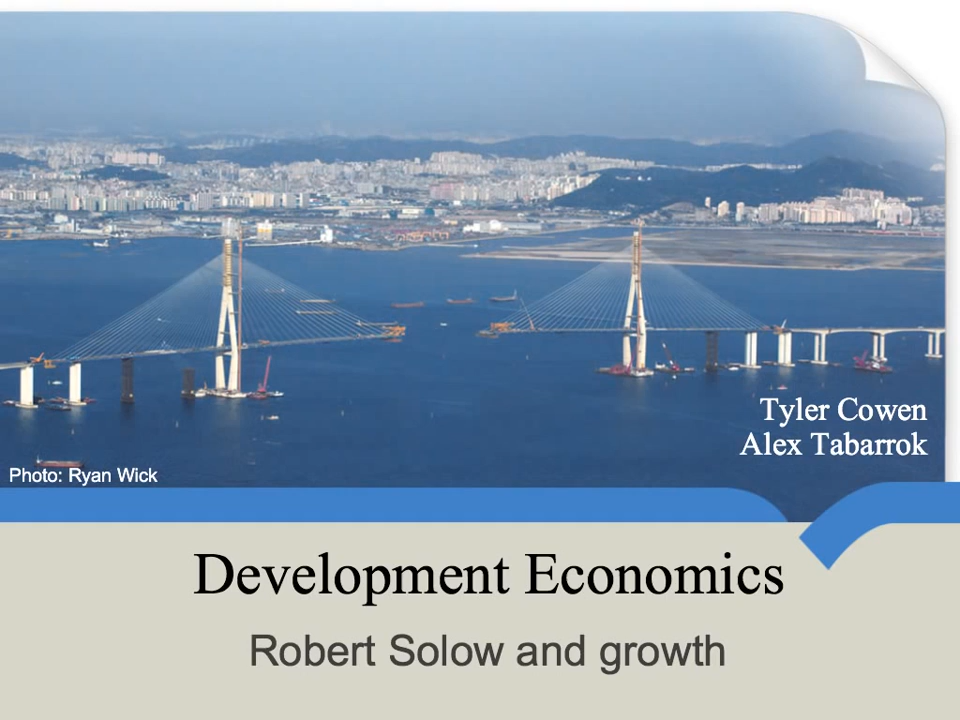 Tyler Cowen
Alex Tabarrok
Photo: Ryan Wick
Development Economics
Robert Solow and growth